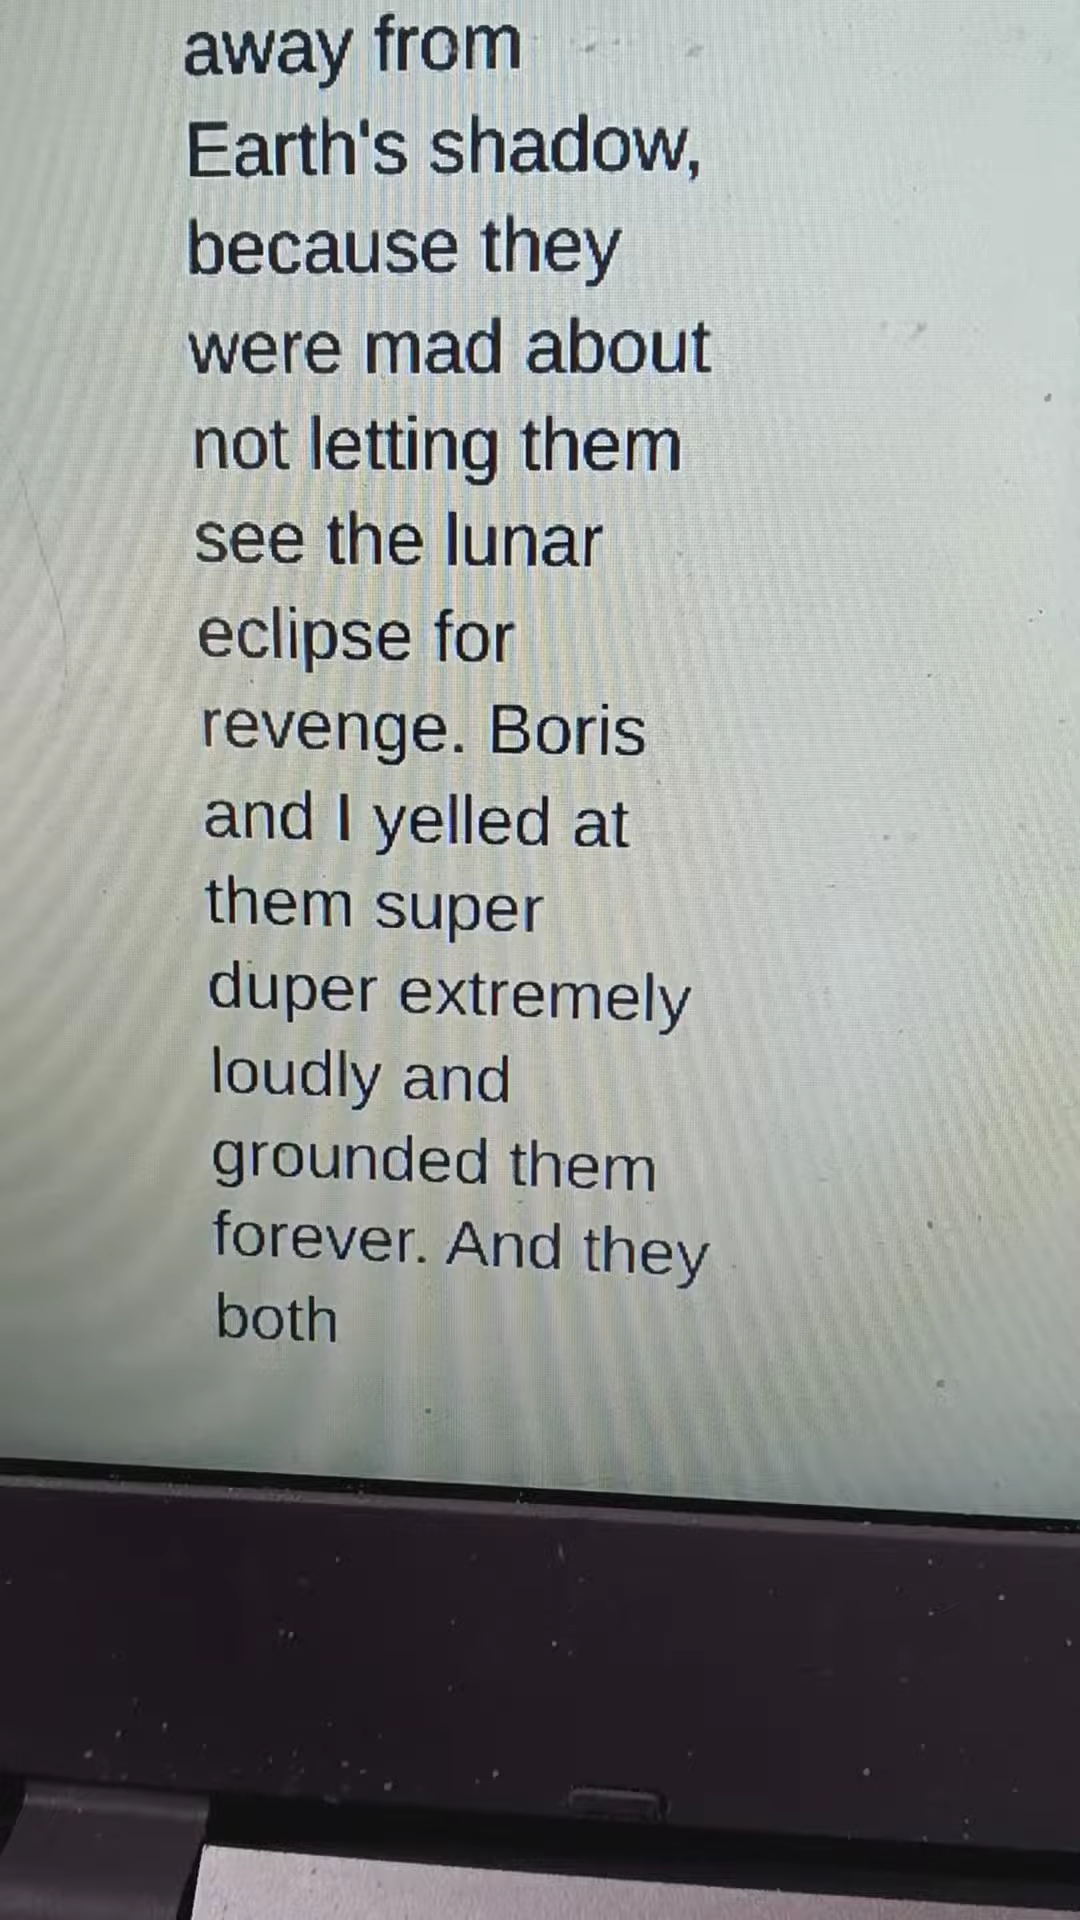 away from
Earth's shadow,
because they
were mad about
not letting them
see the lunar
eclipse for
revenge. Boris
and I yelled at
them super
duper extremely
loudly and
grounded them
forever. And they
both